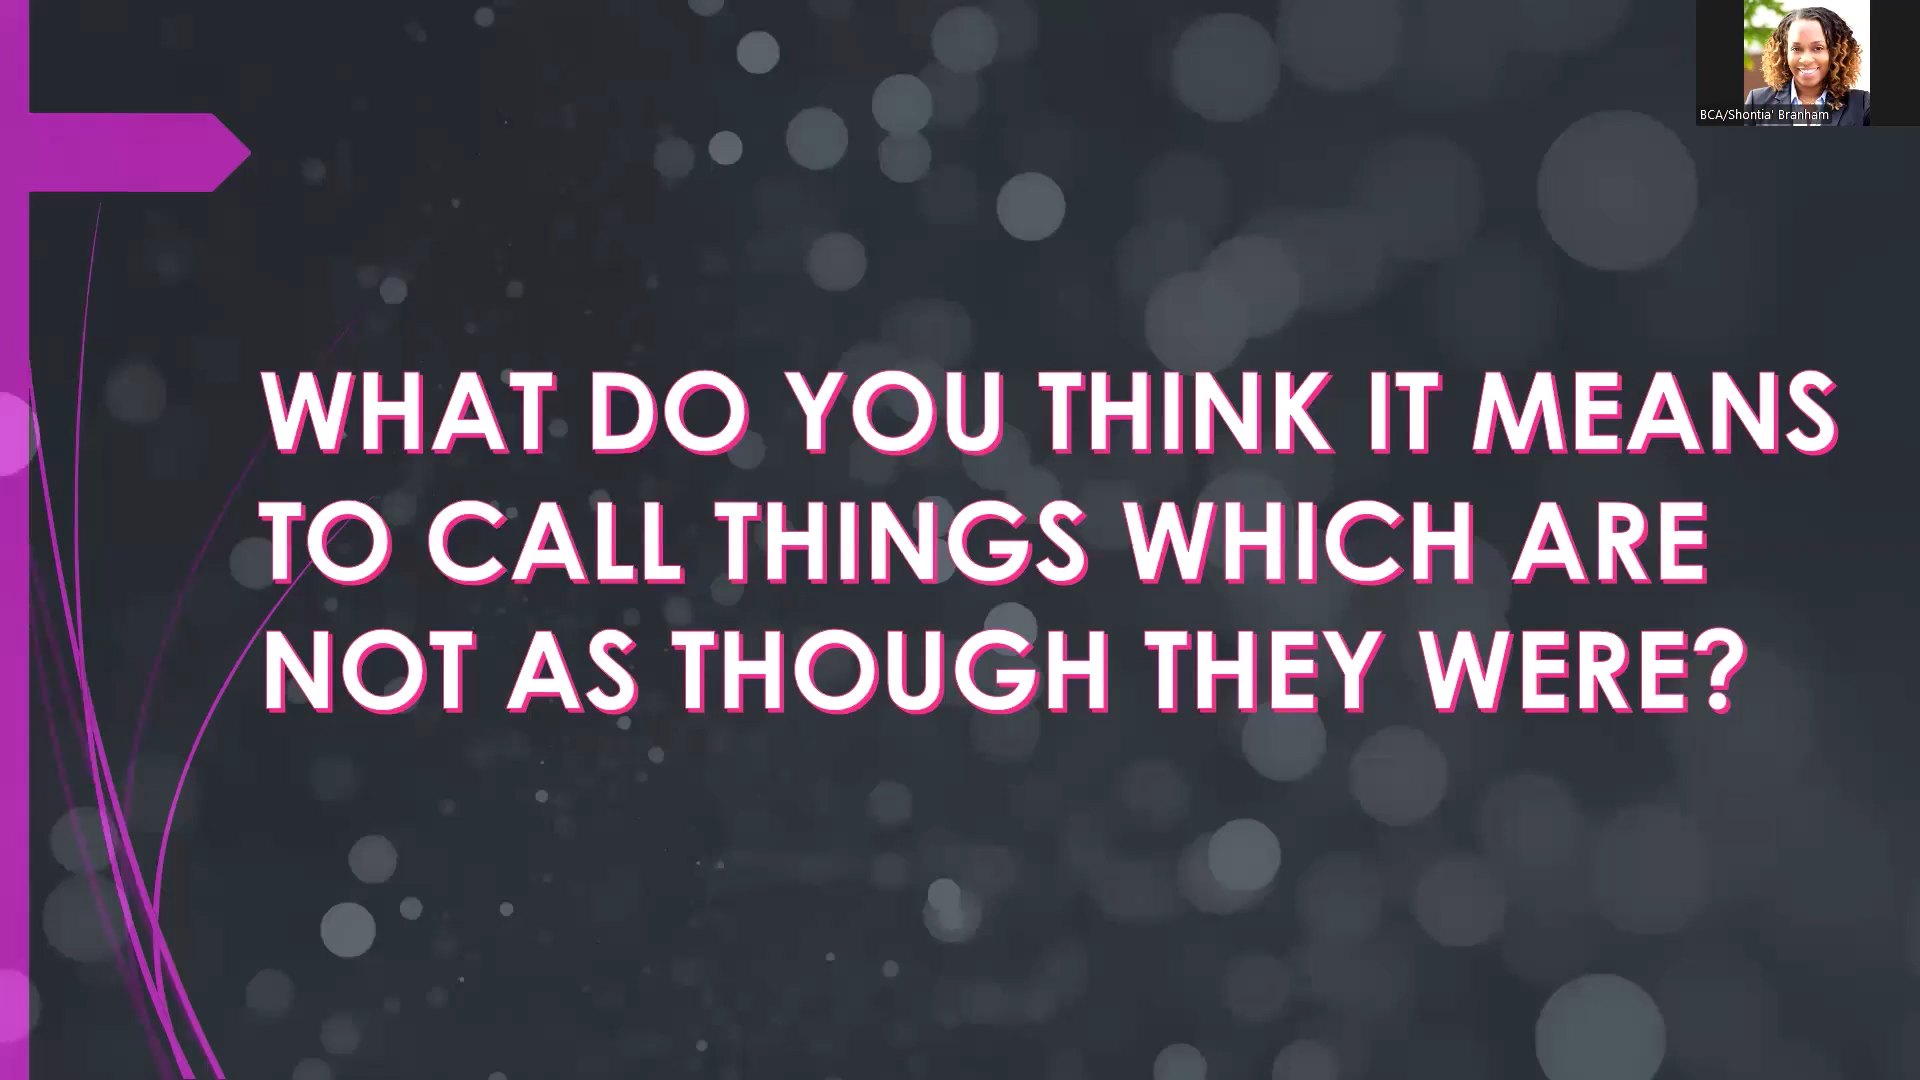 BCA/Shontia' Branham
WHAT DO YOU THINK IT MEANS
TO CALL THINGS WHICH ARE
NOT AS THOUGH THEY WERE?